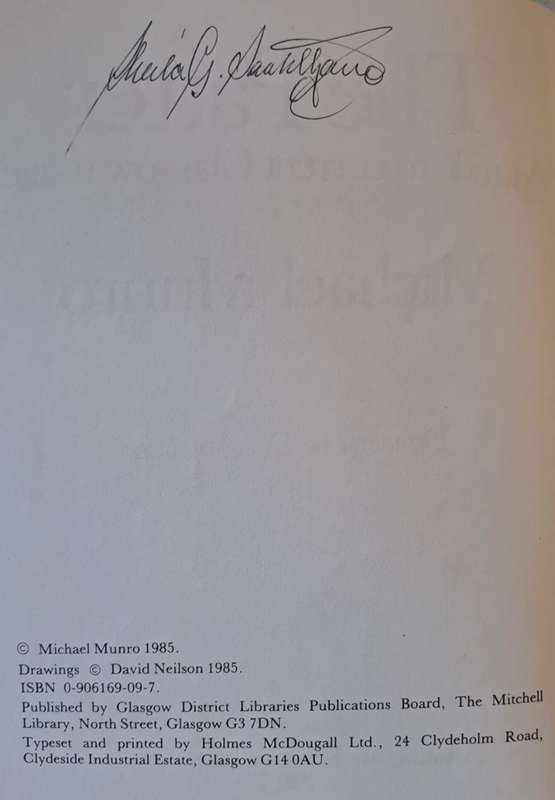 Sheila G.
© Michael Munro 1985.
Drawings © David Neilson 1985.
ISBN 0-906169-09-7.
Published by Glasgow District Libraries Publications Board, The Mitchell
Library, North Street, Glasgow G3 7DN.
Typeset and printed by Holmes McDougall Ltd., 24 Clydeholm Road,
Clydeside Industrial Estate, Glasgow G14 0AU.